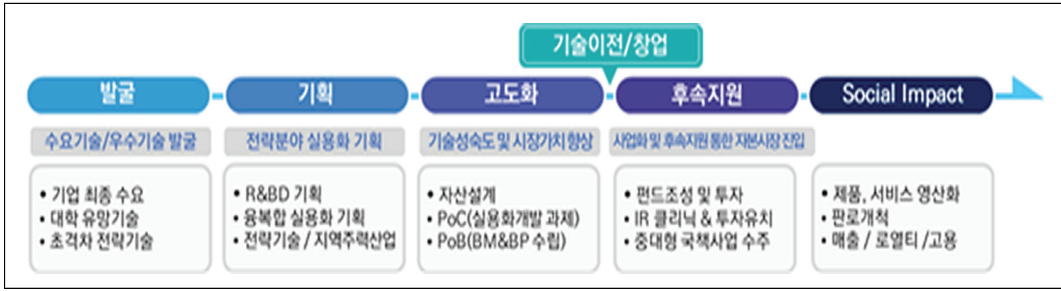 기술이전/창업
발굴
기획
고도화
후속지원
Social Impact
수요기술/우수기술 발굴
전략분야 실용화 기획
기술성숙도 및 시장가치 향상
사업화 및 후속지원 통한 자본시장 진입
• 기업 최종 수요
• 대학 유망기술
• 초격차 전략기술
• R&BD 기획
• 융복합 실용화 기획
• 전략기술 / 지역주력산업
• 자산설계
• PoC(실용화개발 과제)
• PoB(BM&BP 수립)
• 펀드조성 및 투자
• IR 클리닉 & 투자유치
• 중대형 국책사업 수주
• 제품, 서비스 영산화
• 판로개척
• 매출 / 로열티 /고용